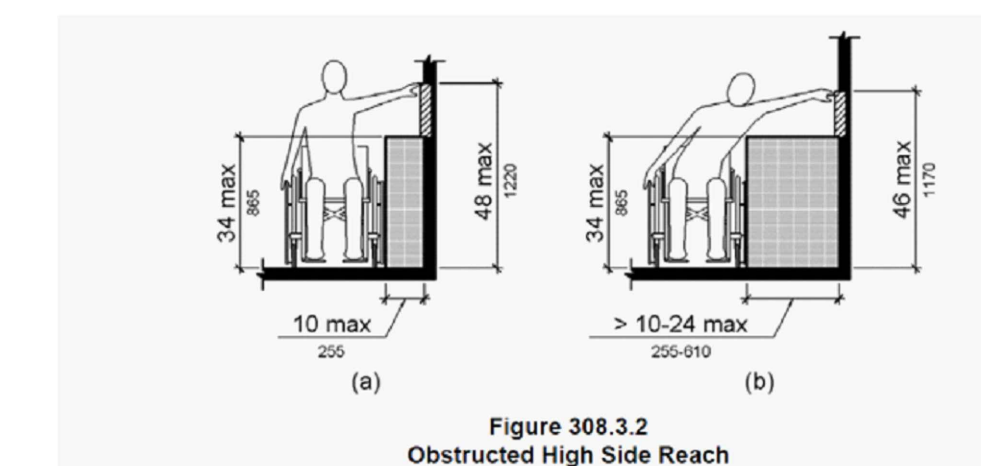 34 max
865
48 max
1220
10 max
255
(a)
34 max
865
46 max
1170
> 10-24 max
255-610
(b)
Figure 308.3.2
Obstructed High Side Reach